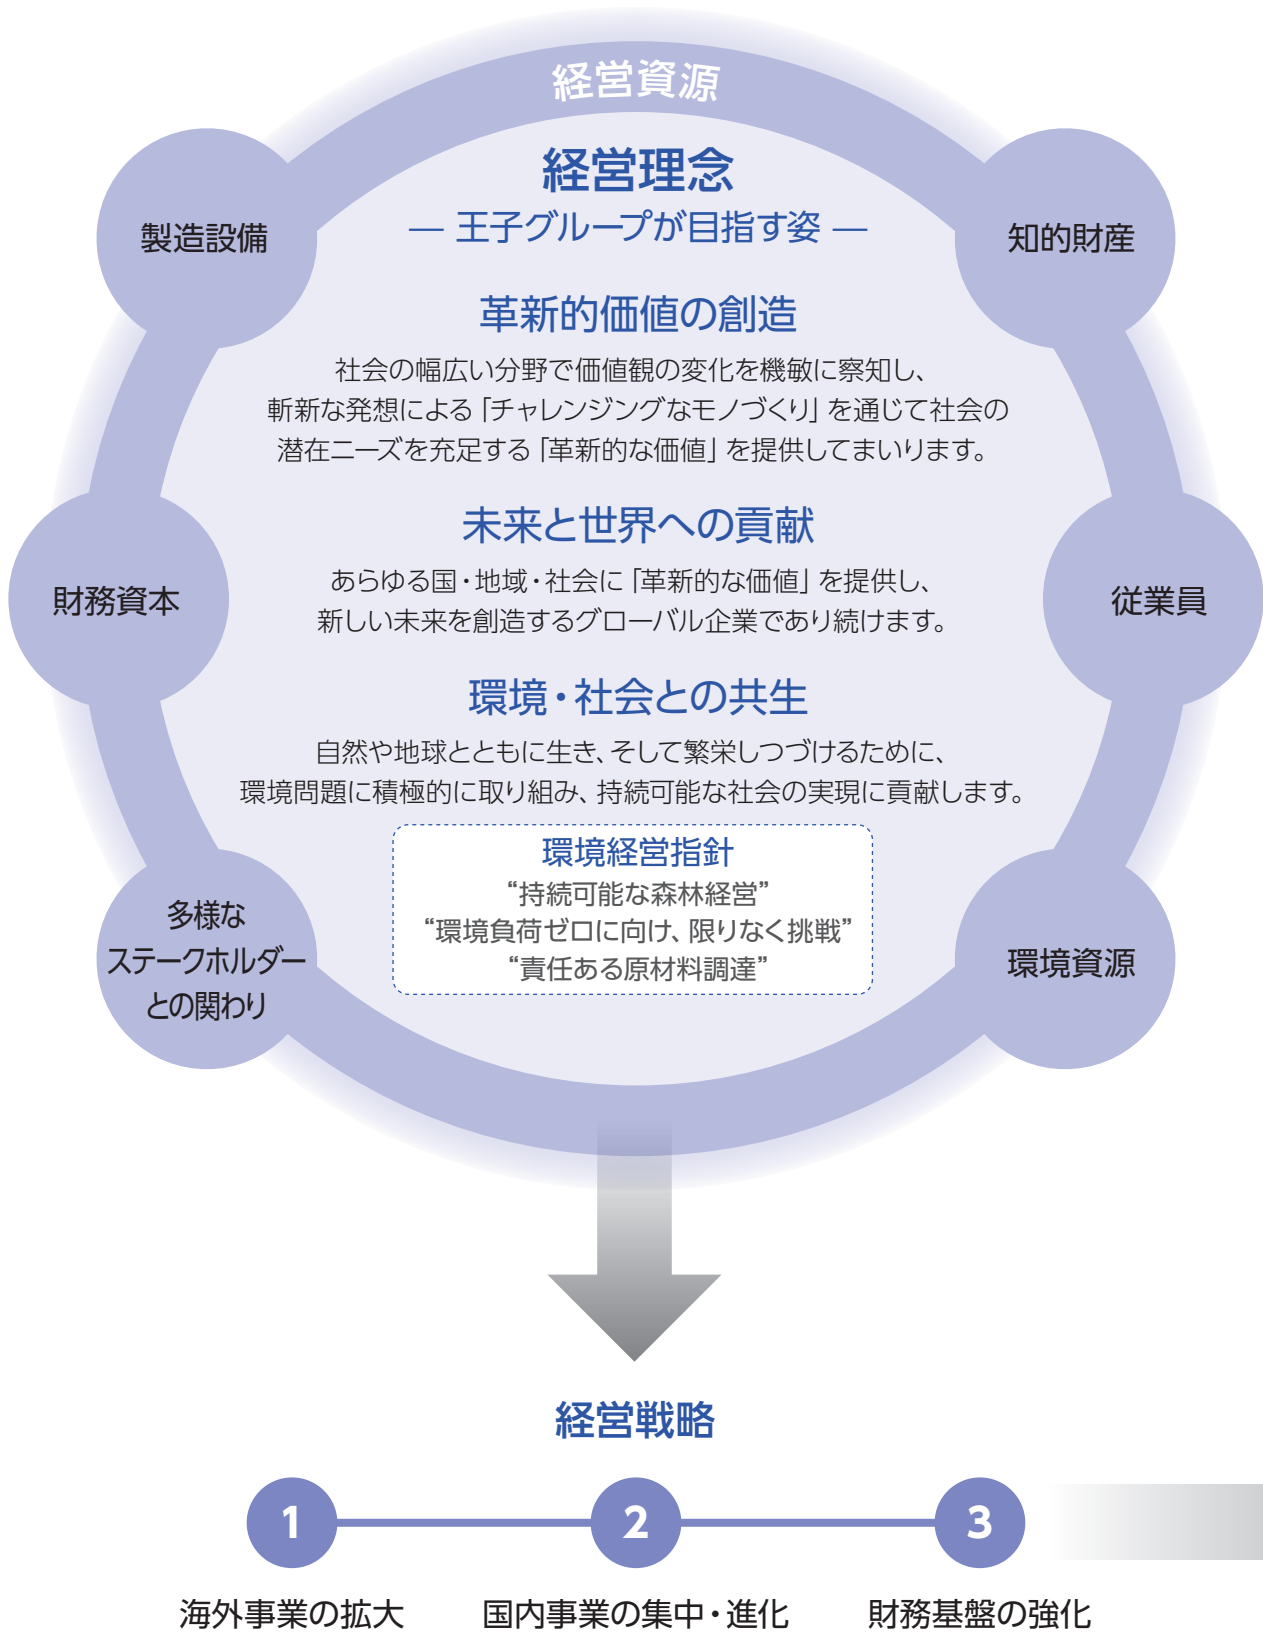 経営資源
経営理念
― 王子グループが目指す姿 ―
製造設備
知的財産
革新的価値の創造
社会の幅広い分野で価値観の変化を機敏に察知し、
斬新な発想による「チャレンジングなモノづくり」を通じて社会の
潜在ニーズを充足する「革新的な価値」を提供してまいります。
未来と世界への貢献
あらゆる国・地域・社会に「革新的な価値」を提供し、
新しい未来を創造するグローバル企業であり続けます。
財務資本
従業員
環境・社会との共生
自然や地球とともに生き、そして繁栄しつづけるために、
環境問題に積極的に取り組み、持続可能な社会の実現に貢献します。
環境経営指針
“持続可能な森林経営”
“環境負荷ゼロに向け、限りなく挑戦”
“責任ある原材料調達”
多様な
ステークホルダー
との関わり
環境資源
経営戦略
1
2
3
海外事業の拡大
国内事業の集中・進化
財務基盤の強化